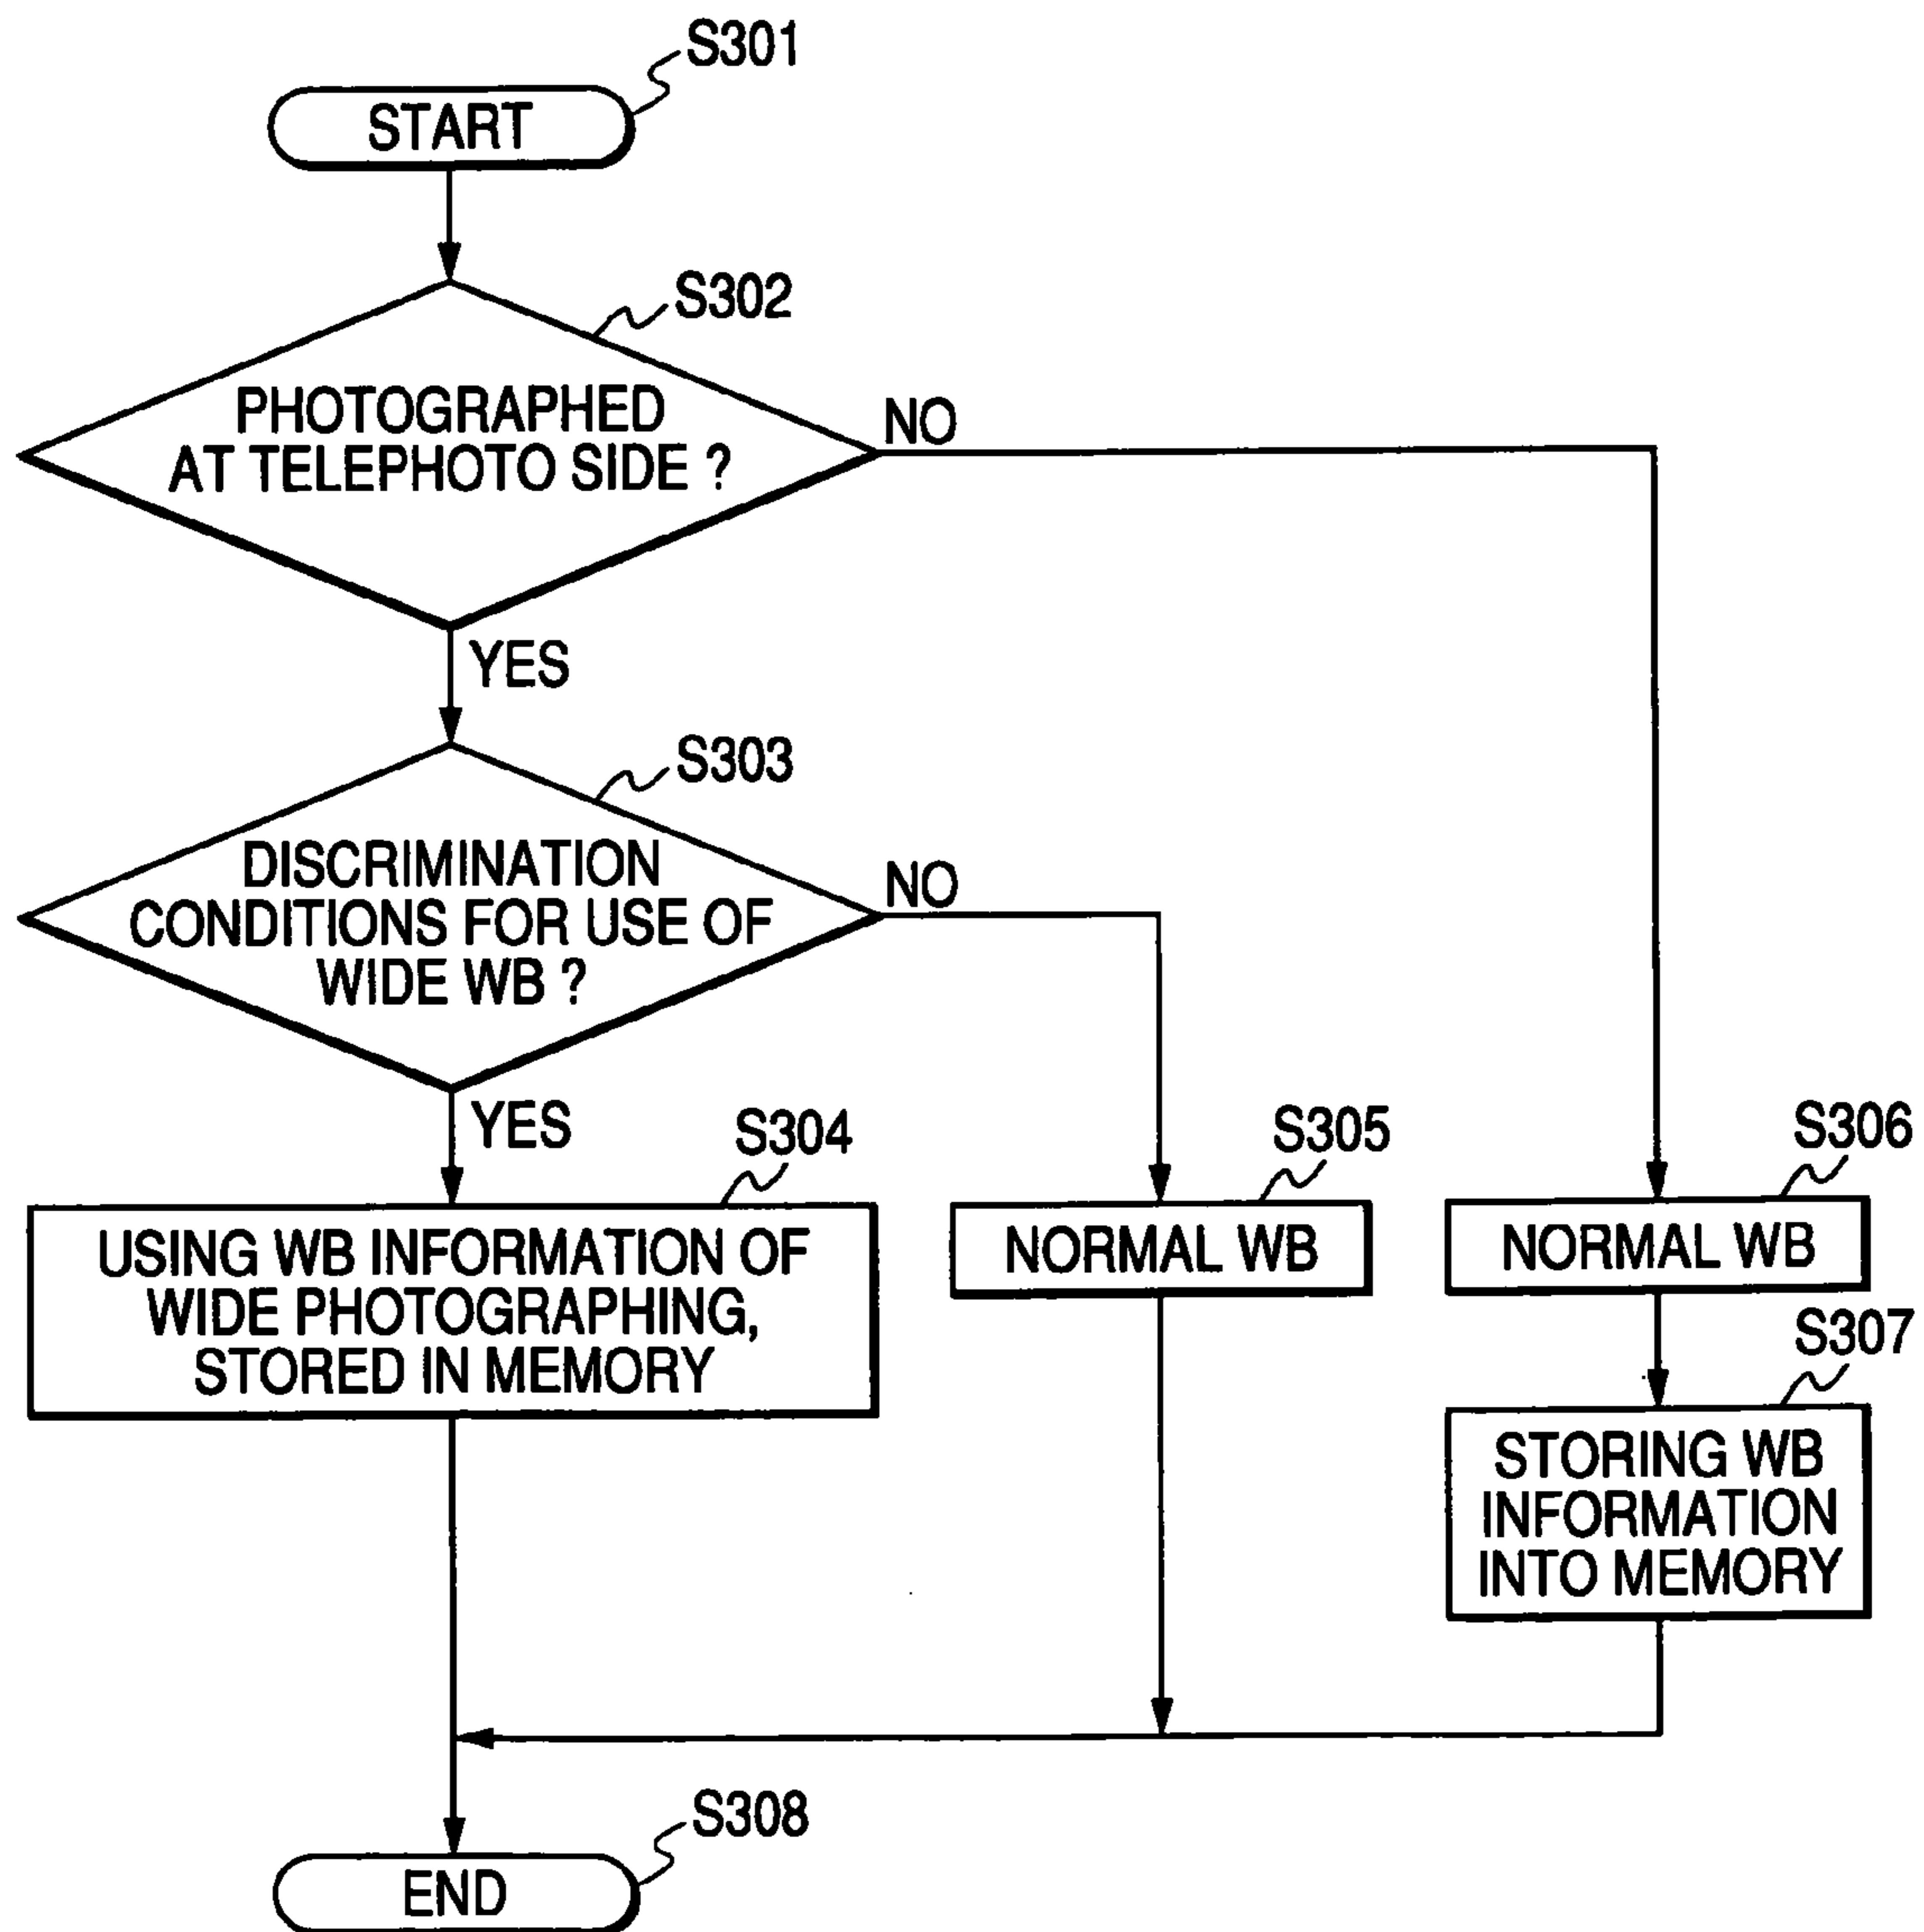 S301
START
S302
PHOTOGRAPHED
AT TELEPHOTO SIDE ?
NO
YES
S303
DISCRIMINATION
CONDITIONS FOR USE OF
WIDE WB ?
NO
YES
S304
USING WB INFORMATION OF
WIDE PHOTOGRAPHING,
STORED IN MEMORY
S305
NORMAL WB
S306
NORMAL WB
S307
STORING WB
INFORMATION
INTO MEMORY
S308
END